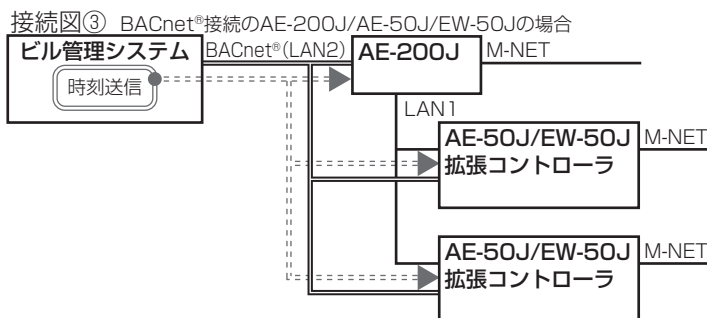 接続図③ BACnet®接続のAE-200J/AE-50J/EW-50Jの場合
ビル管理システム
時刻送信
BACnet®(LAN2)
AE-200J
M-NET
LAN1
AE-50J/EW-50J
拡張コントローラ
M-NET
AE-50J/EW-50J
拡張コントローラ
M-NET